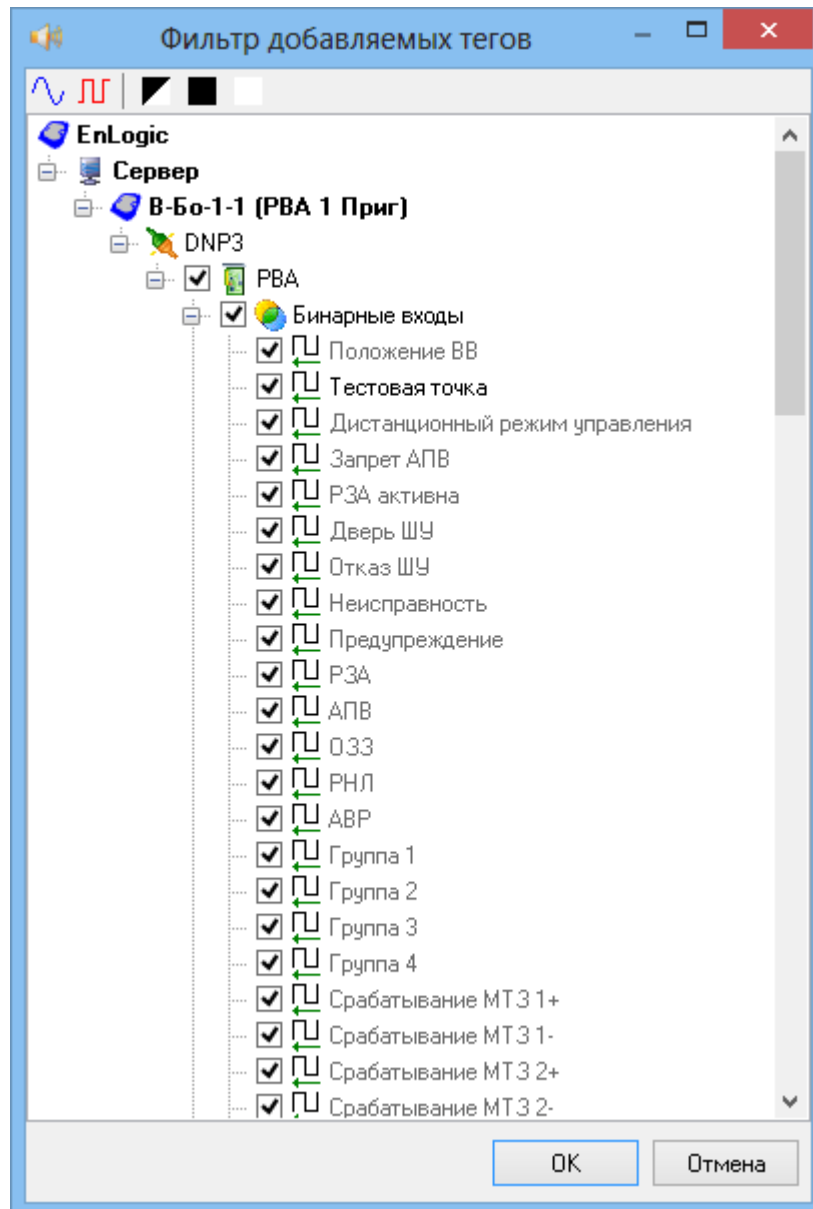 Фильтр добавляемых тегов
EnLogic
Сервер
В-Бо-1-1 (РВА 1 Приг)
DNP3
РВА
Бинарные входы
Положение ВВ
Тестовая точка
Дистанционный режим управления
Запрет АПВ
РЗА активна
Дверь ШУ
Отказ ШУ
Неисправность
Предупреждение
РЗА
АПВ
ОЗЗ
РНЛ
АВР
Группа 1
Группа 2
Группа 3
Группа 4
Срабатывание МТЗ 1+
Срабатывание МТЗ 1-
Срабатывание МТЗ 2+
Срабатывание МТЗ 2-
OK Отмена